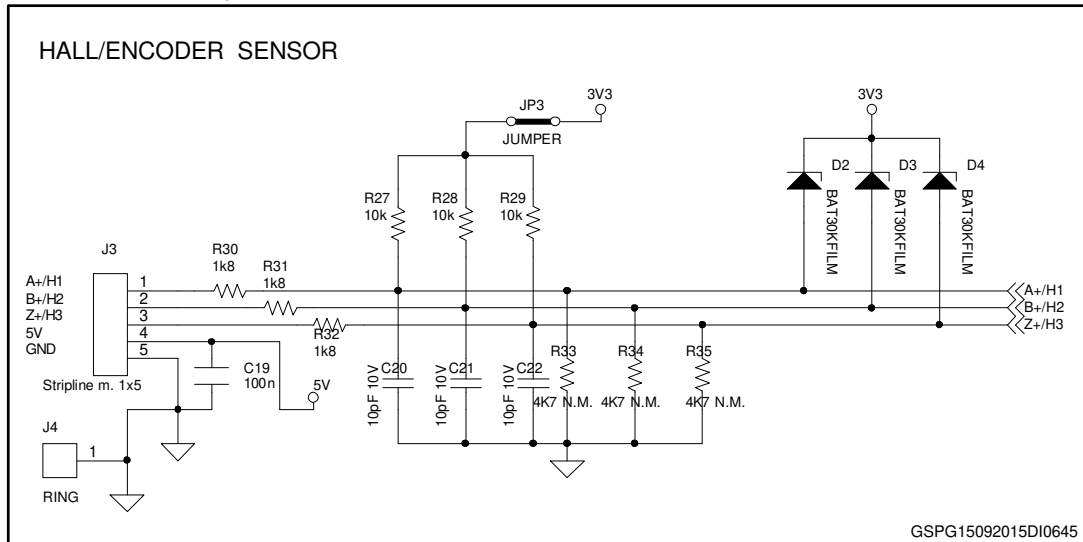 HALL/ENCODER SENSOR
JP3
3V3
JUMPER
3V3
R27
10k
R28
10k
R29
10k
D2
BAT30KFILM
D3
BAT30KFILM
D4
BAT30KFILM
J3
R30
1k8
R31
1k8
R32
1k8
A+/H1
B+/H2
Z+/H3
5V
GND
1
2
3
4
5
A+/H1
B+/H2
Z+/H3
Stripline m. 1x5
C19
100n
5V
C20
10pF 10V
C21
10pF 10V
C22
10pF 10V
R33
4K7 N.M.
R34
4K7 N.M.
R35
4K7 N.M.
J4
1
RING
GSPG15092015DI0645